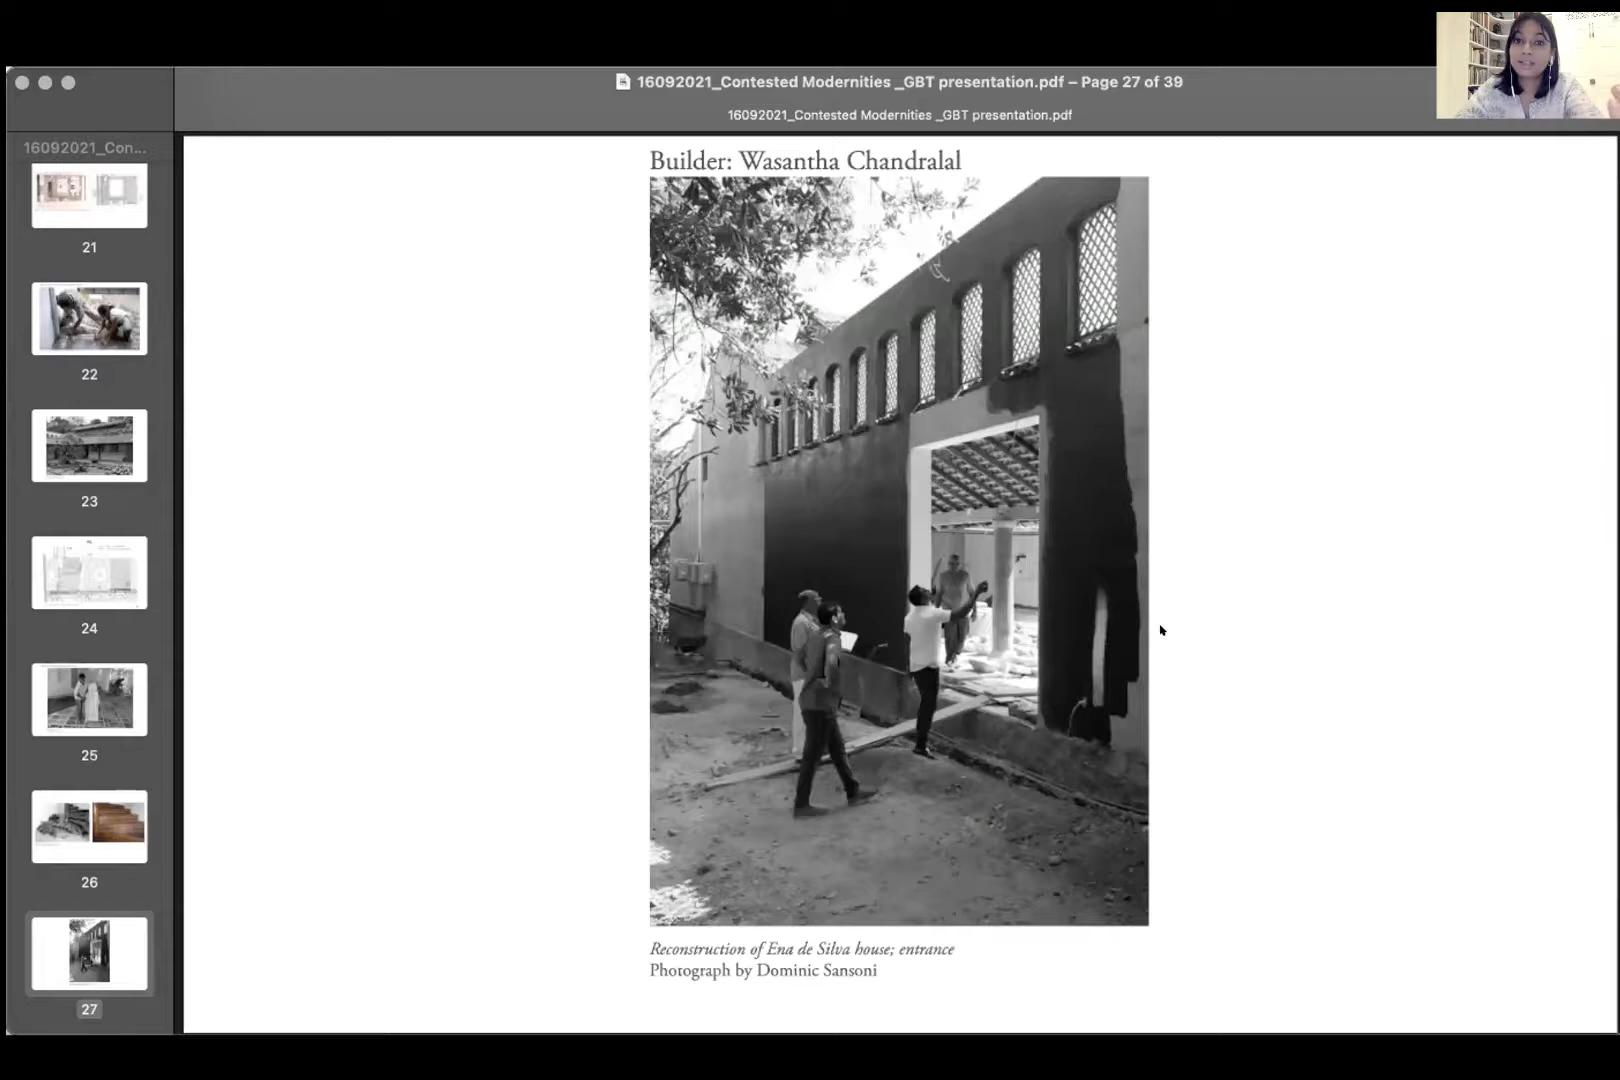 16092021_Contested Modernities _GBT presentation.pdf – Page 27 of 39
16092021_Contested Modernities _GBT presentation.pdf
16092021_Con...
21
22
23
24
25
26
27
Builder: Wasantha Chandralal
Reconstruction of Ena de Silva house; entrance
Photograph by Dominic Sansoni